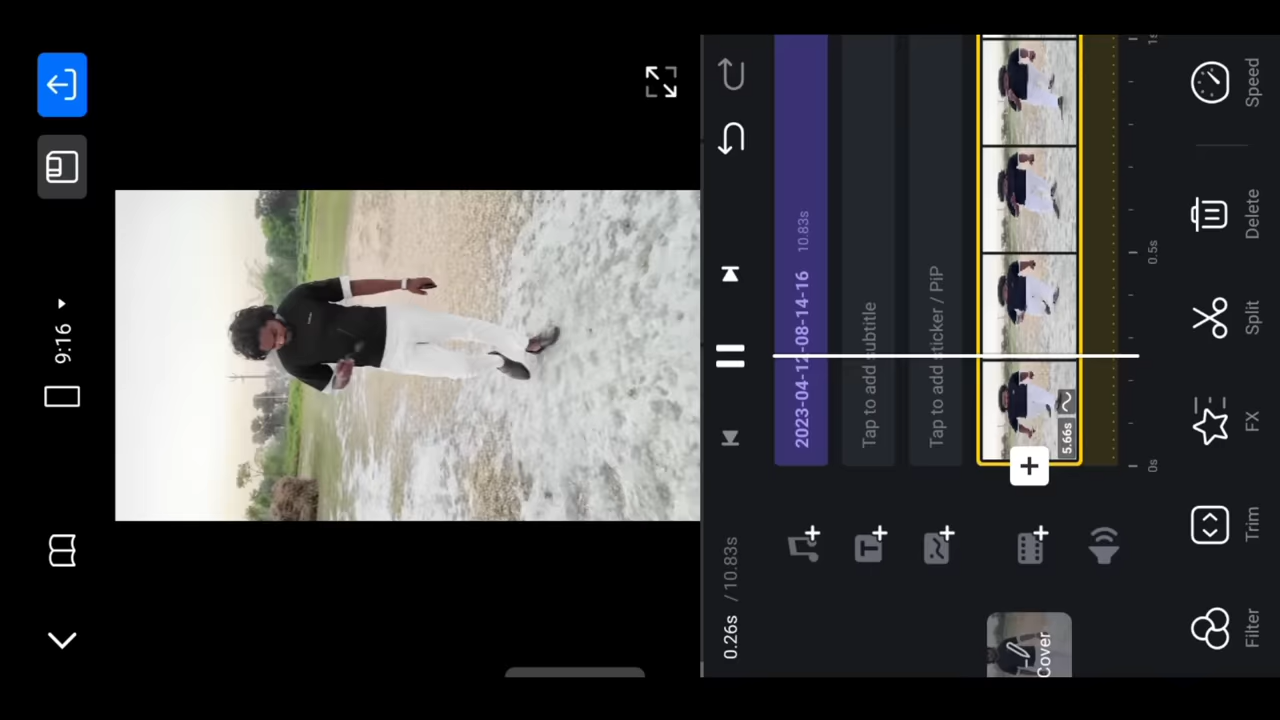 9:16
0.26s / 10.83s
2023-04-12-08-14-16 10.83s
Tap to add subtitle
Tap to add sticker / PiP
Cover
5.66s
0s
0.5s
Filter
Trim
FX
Split
Delete
Speed